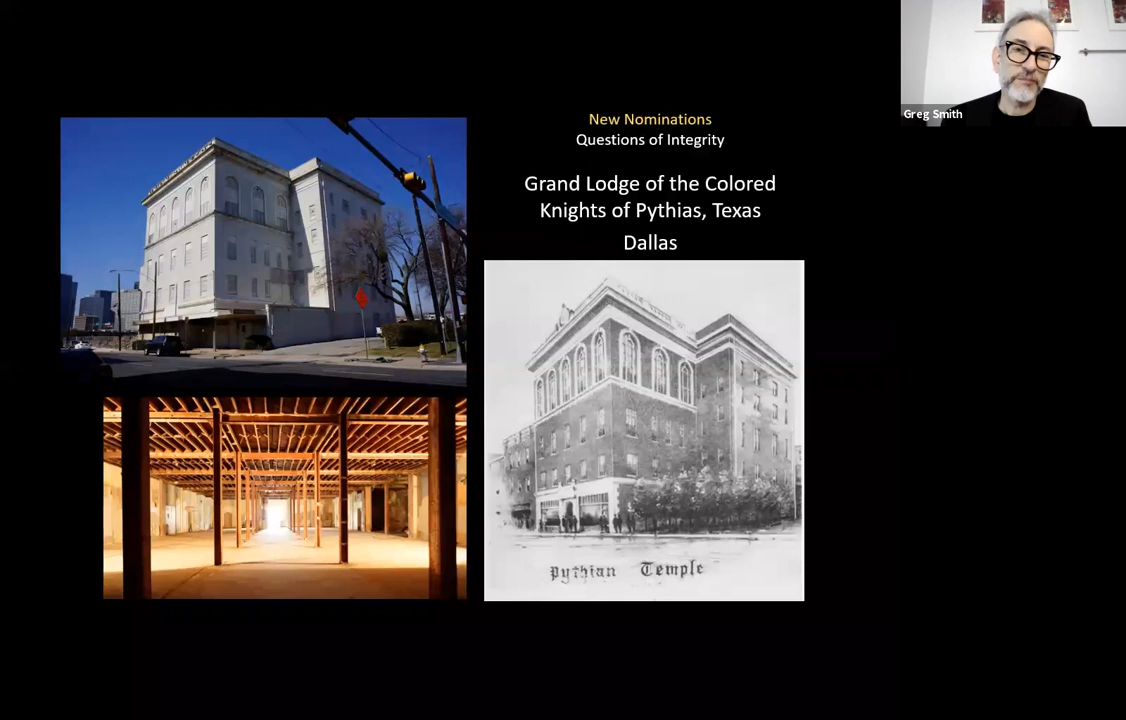 New Nominations
Questions of Integrity
Grand Lodge of the Colored
Knights of Pythias, Texas
Dallas
Pythian Temple
Greg Smith